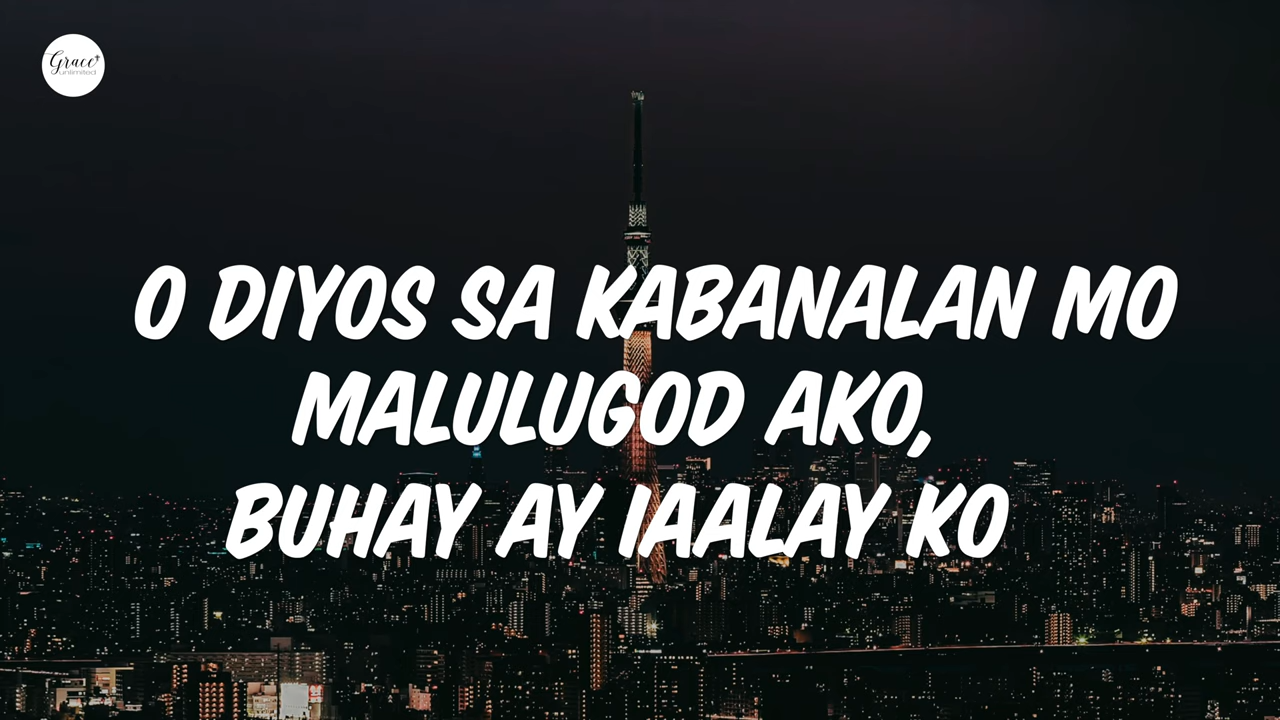 Grace
unlimited
O DIYOS SA KABANALAN MO
MALULUGOD AKO,
BUHAY AY IAALAY KO